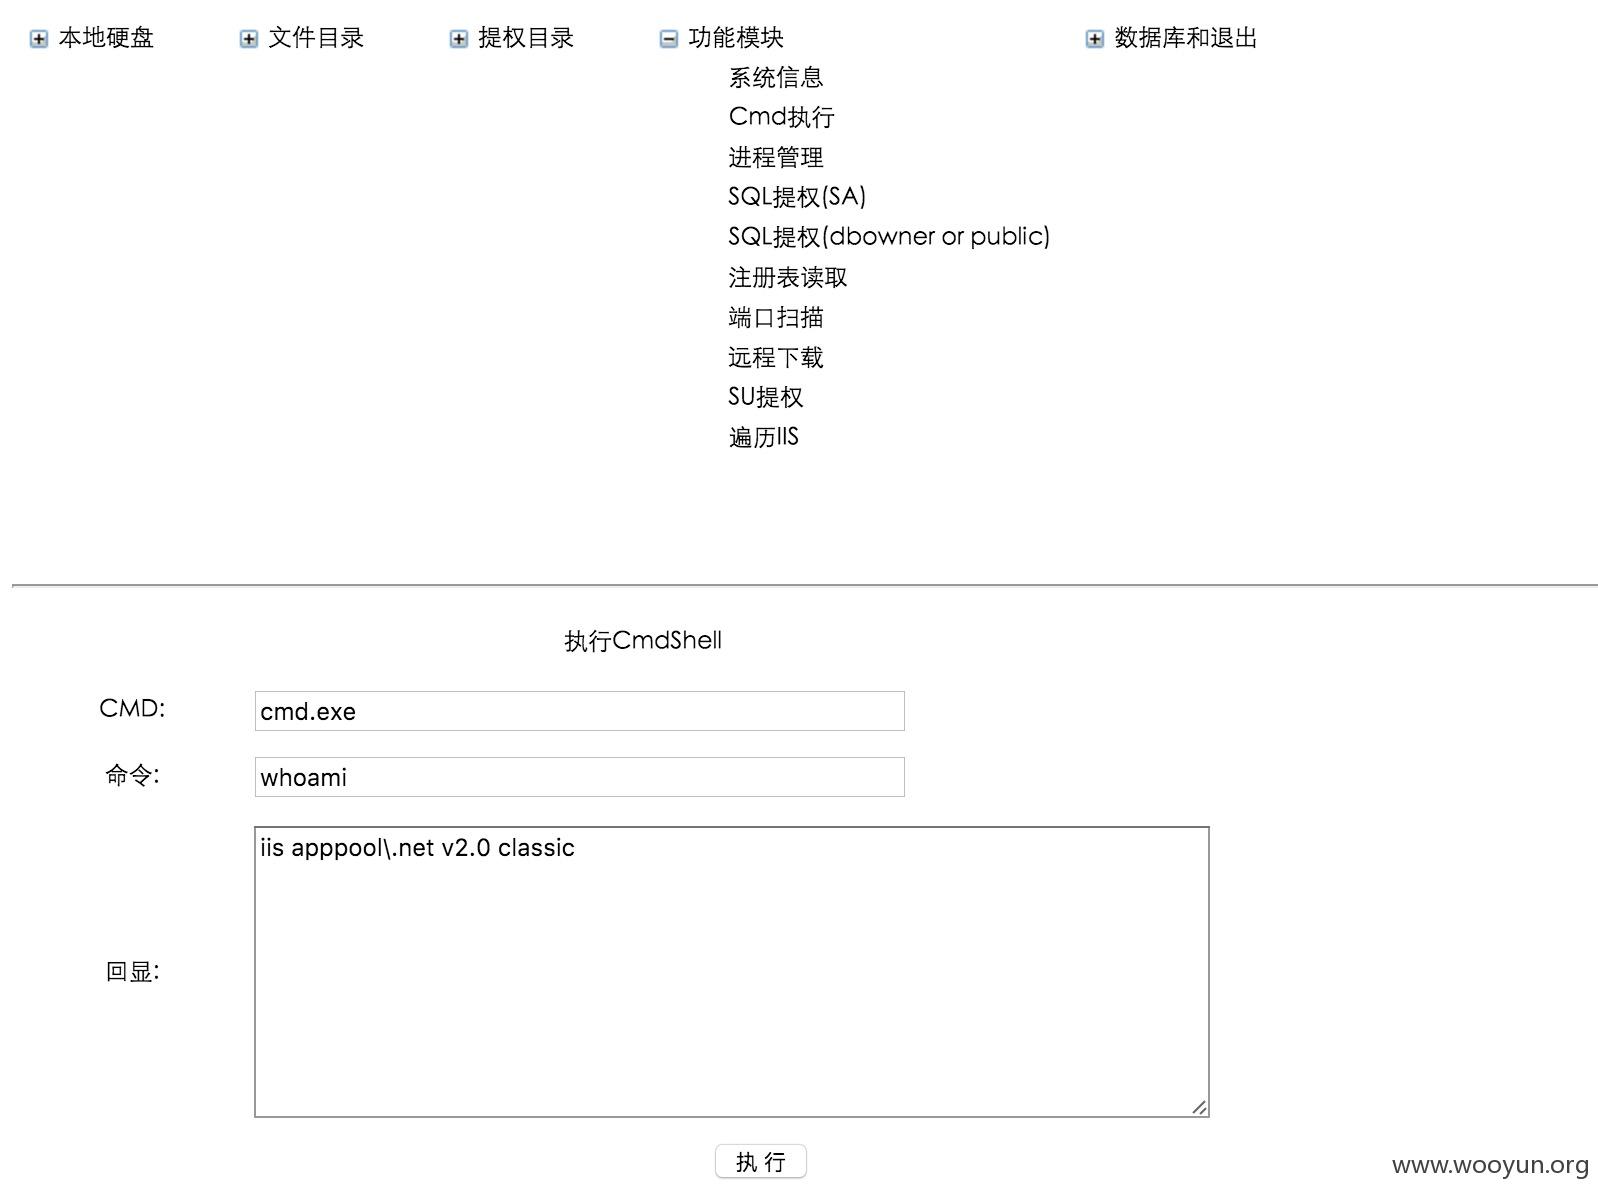 本地硬盘 文件目录 提权目录 功能模块 数据库和退出
系统信息
Cmd执行
进程管理
SQL提权(SA)
SQL提权(dbowner or public)
注册表读取
端口扫描
远程下载
SU提权
遍历IIS
执行CmdShell
CMD: cmd.exe
命令: whoami
iis apppool\.net v2.0 classic
回显:
执 行
www.wooyun.org